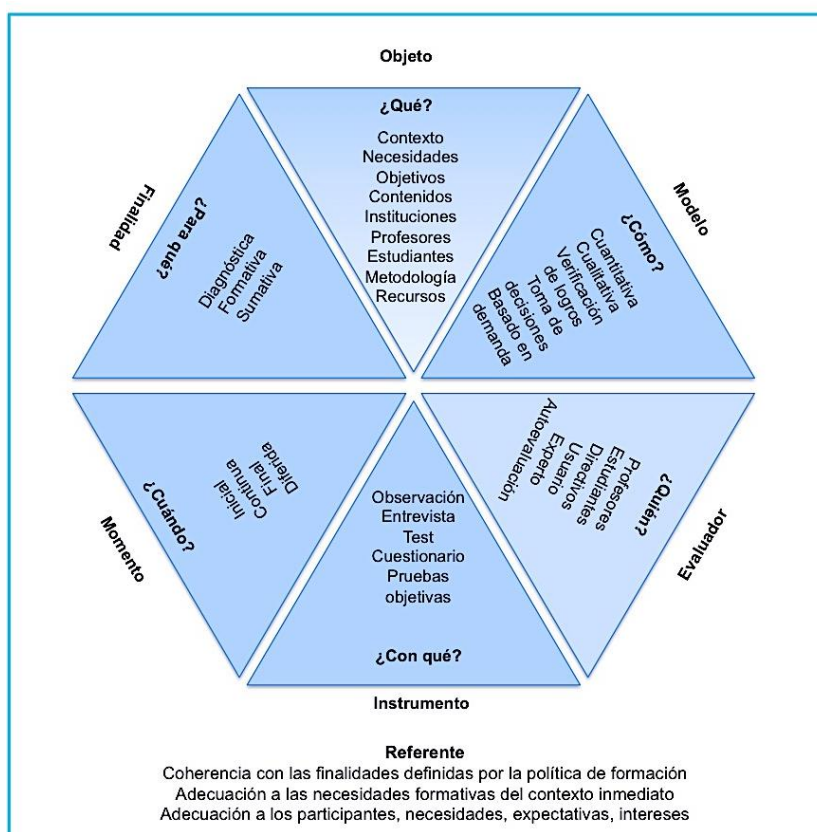 Objeto
¿Qué?
Contexto
Necesidades
Objetivos
Contenidos
Instituciones
Profesores
Estudiantes
Metodología
Recursos
Modelo
¿Cómo?
Cuantitativa
Cualitativa
Verificación
de logros
Toma de
decisiones
Basado en
demanda
Evaluador
¿Quién?
Profesores
Estudiantes
Directivos
Usuario
Experto
Autoevaluación
Observación
Entrevista
Test
Cuestionario
Pruebas
objetivas
¿Con qué?
Instrumento
Momento
¿Cuándo?
Inicial
Continua
Final
Diferida
Finalidad
¿Para qué?
Diagnóstica
Formativa
Sumativa
Referente
Coherencia con las finalidades definidas por la política de formación
Adecuación a las necesidades formativas del contexto inmediato
Adecuación a los participantes, necesidades, expectativas, intereses